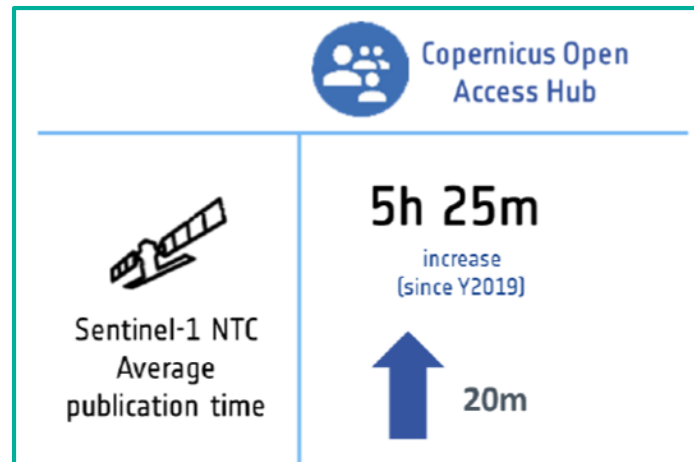 Copernicus Open
Access Hub
Sentinel-1 NTC
Average
publication time
5h 25m
increase
(since Y2019)
20m